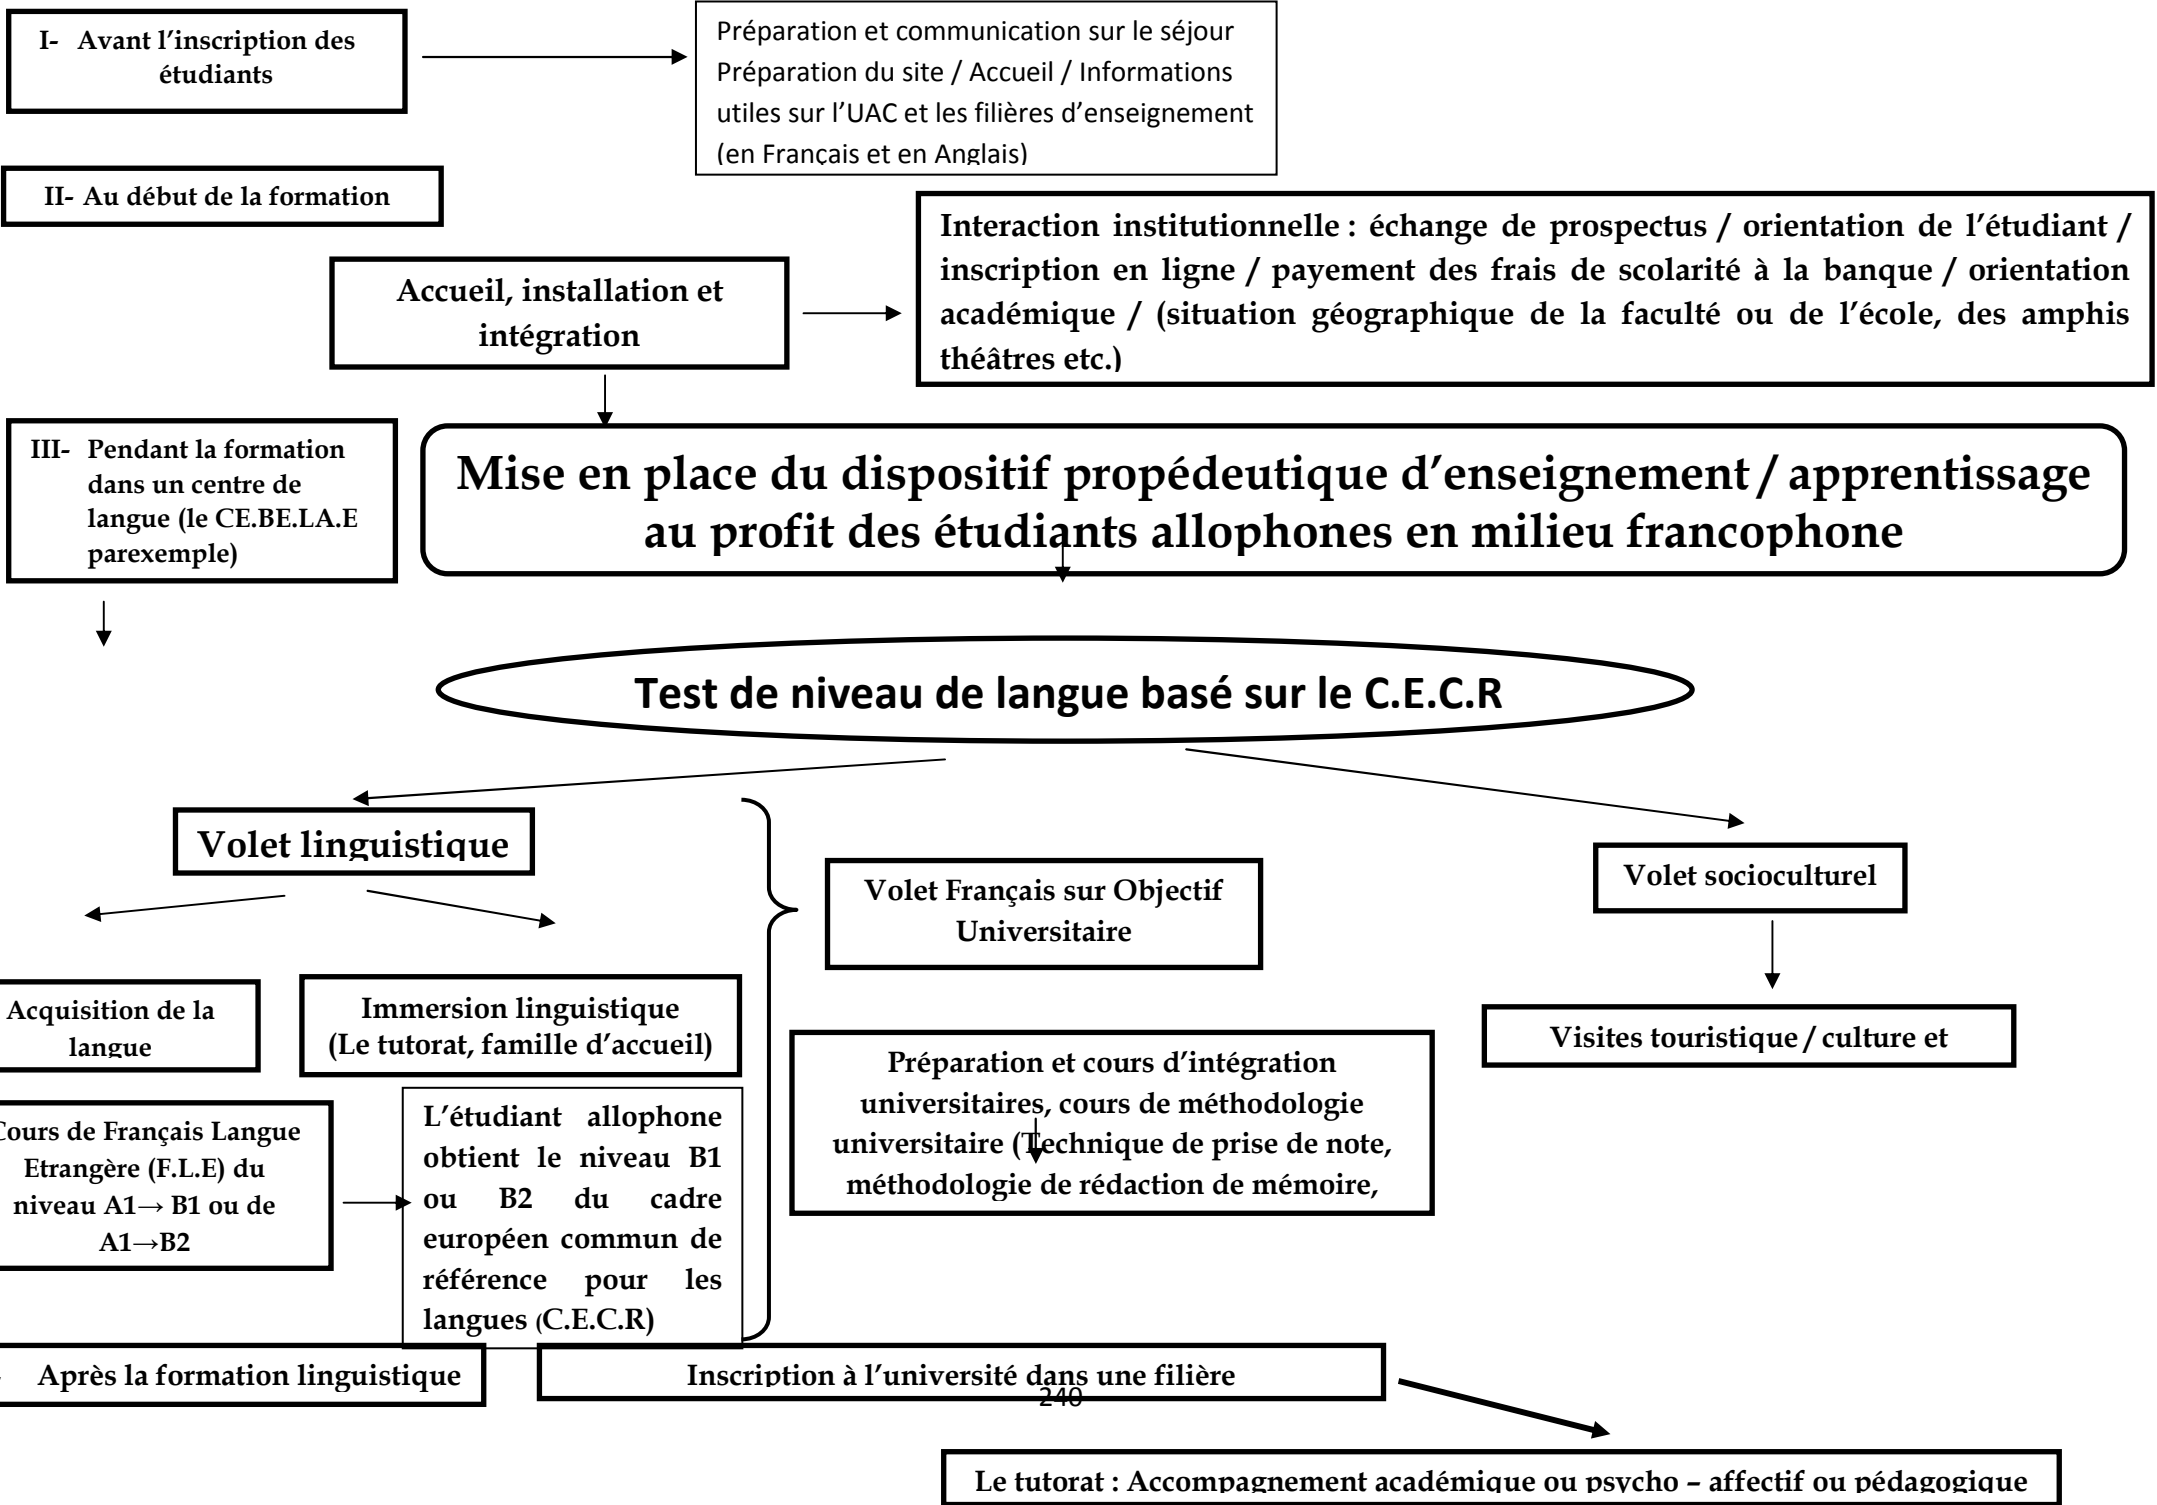 I- Avant l'inscription des
étudiants
Préparation et communication sur le séjour
Préparation du site / Accueil / Informations
utiles sur l'UAC et les filières d'enseignement
(en Français et en Anglais)
II- Au début de la formation
Accueil, installation et
intégration
Interaction institutionnelle : échange de prospectus / orientation de l'étudiant /
inscription en ligne / payement des frais de scolarité à la banque / orientation
académique / (situation géographique de la faculté ou de l'école, des amphis
théâtres etc.)
III- Pendant la formation
dans un centre de
langue (le CE.BE.LA.E
parexemple)
Mise en place du dispositif propédeutique d'enseignement / apprentissage
au profit des étudiants allophones en milieu francophone
Test de niveau de langue basé sur le C.E.C.R
Volet linguistique
Volet Français sur Objectif
Universitaire
Volet socioculturel
Acquisition de la
langue
Immersion linguistique
(Le tutorat, famille d'accueil)
Préparation et cours d'intégration
universitaires, cours de méthodologie
universitaire (Technique de prise de note,
méthodologie de rédaction de mémoire,
Visites touristique / culture et
Cours de Français Langue
Etrangère (F.L.E) du
niveau A1→ B1 ou de
A1→B2
L'étudiant allophone
obtient le niveau B1
ou B2 du cadre
européen commun de
référence pour les
langues (C.E.C.R)
Après la formation linguistique
Inscription à l'université dans une filière
240
Le tutorat : Accompagnement académique ou psycho – affectif ou pédagogique